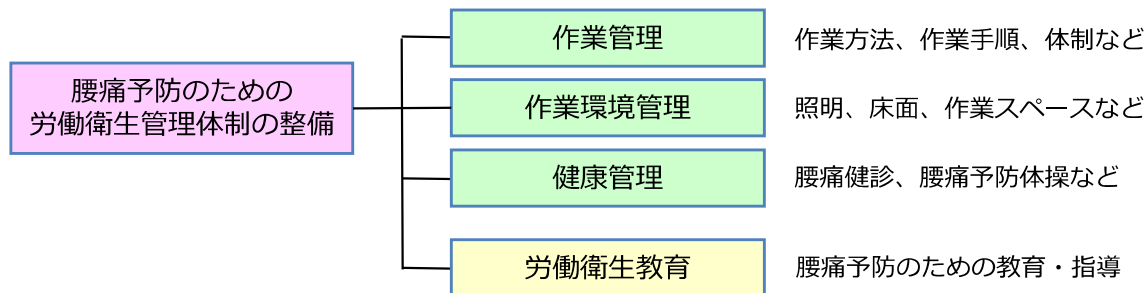 腰痛予防のための
労働衛生管理体制の整備
作業管理
作業方法、作業手順、体制など
作業環境管理
照明、床面、作業スペースなど
健康管理
腰痛健診、腰痛予防体操など
労働衛生教育
腰痛予防のための教育・指導